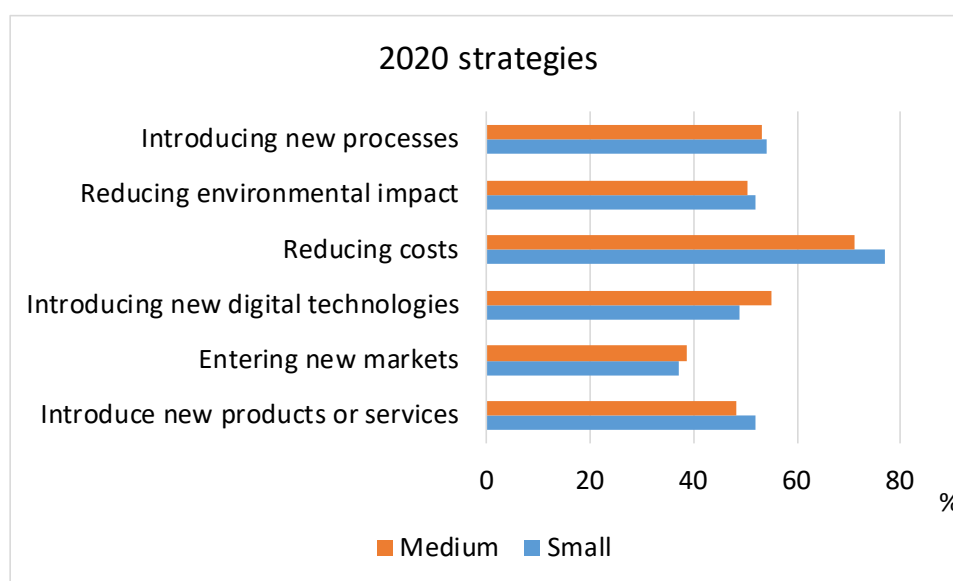 2020 strategies
Introducing new processes
Reducing environmental impact
Reducing costs
Introducing new digital technologies
Entering new markets
Introduce new products or services
0 20 40 60 80
%
Medium Small